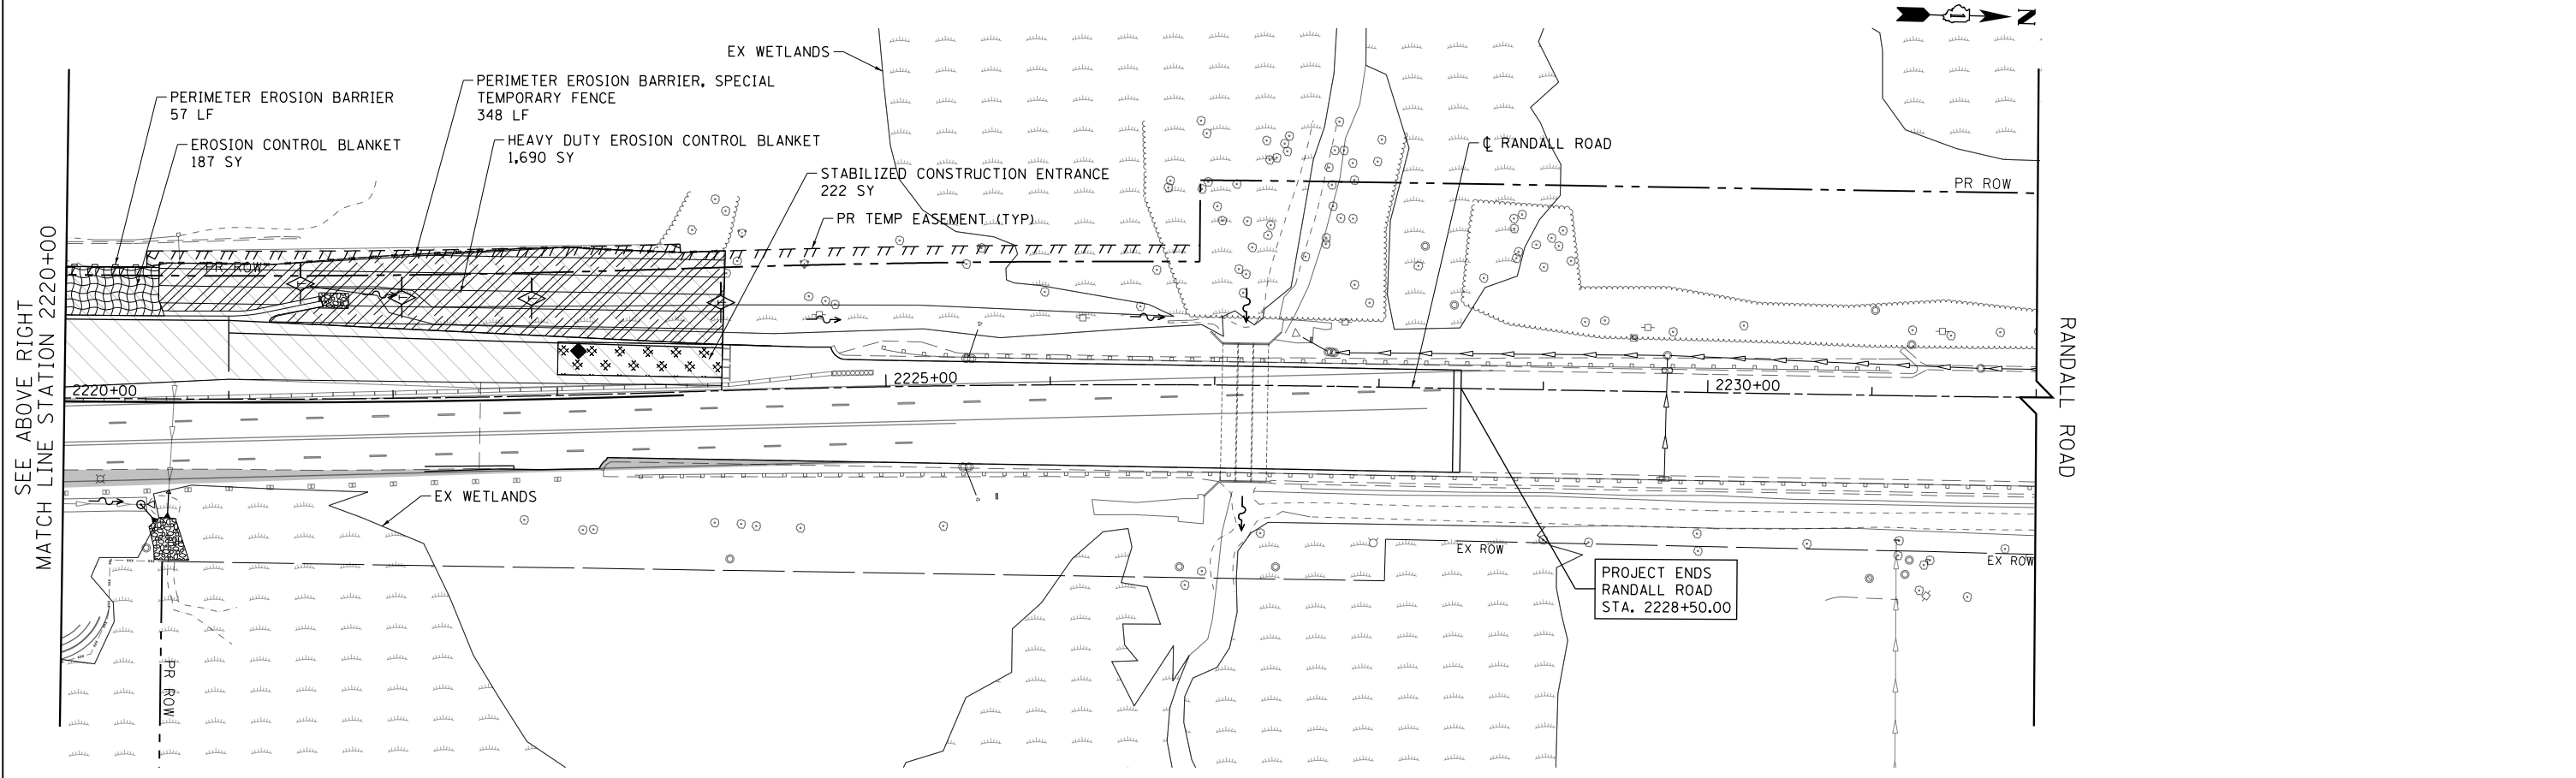 N
EX WETLANDS
PERIMETER EROSION BARRIER, SPECIAL
TEMPORARY FENCE
348 LF
PERIMETER EROSION BARRIER
57 LF
EROSION CONTROL BLANKET
187 SY
HEAVY DUTY EROSION CONTROL BLANKET
1,690 SY
STABILIZED CONSTRUCTION ENTRANCE
222 SY
PR TEMP EASEMENT (TYP)
℄ RANDALL ROAD
PR ROW
PR ROW
SEE ABOVE RIGHT
MATCH LINE STATION 2220+00
2220+00
2225+00
2230+00
RANDALL ROAD
EX WETLANDS
EX ROW
EX ROW
PROJECT ENDS
RANDALL ROAD
STA. 2228+50.00
PR ROW